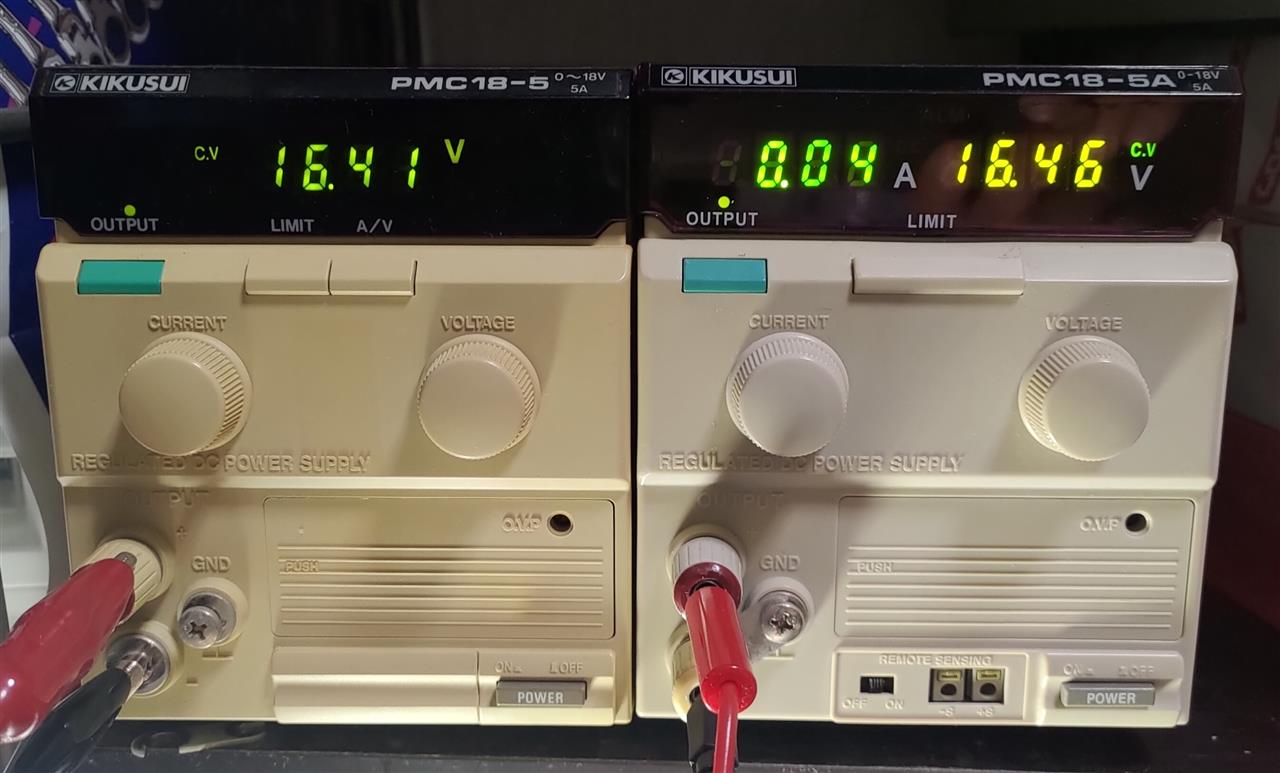 KIKUSUI PMC18-5 0~18V 5A
C.V 16.41 V
OUTPUT LIMIT A/V
CURRENT VOLTAGE
REGULATED DC POWER SUPPLY
OUTPUT
+
O.V.P
GND
PUSH
-
ON OFF
POWER
KIKUSUI PMC18-5A 0-18V 5A
ALM
0.04 A 16.46 C.V V
OUTPUT LIMIT
CURRENT VOLTAGE
REGULATED DC POWER SUPPLY
OUTPUT
+
O.V.P
GND
PUSH
REMOTE SENSING
OFF ON -S +S
ON OFF
POWER